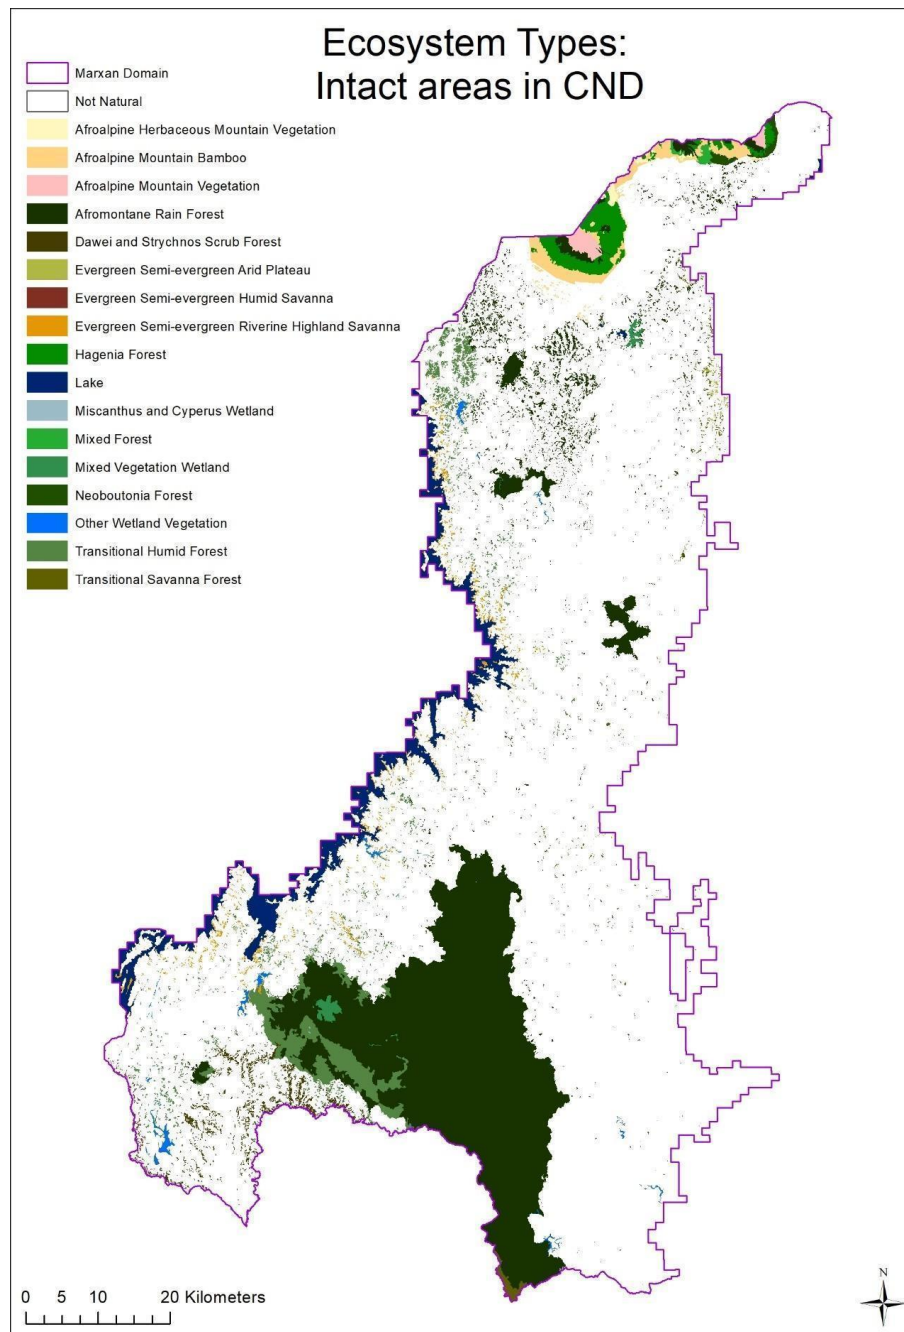 Ecosystem Types:
Intact areas in CND
Marxan Domain
Not Natural
Afroalpine Herbaceous Mountain Vegetation
Afroalpine Mountain Bamboo
Afroalpine Mountain Vegetation
Afromontane Rain Forest
Dawei and Strychnos Scrub Forest
Evergreen Semi-evergreen Arid Plateau
Evergreen Semi-evergreen Humid Savanna
Evergreen Semi-evergreen Riverine Highland Savanna
Hagenia Forest
Lake
Miscanthus and Cyperus Wetland
Mixed Forest
Mixed Vegetation Wetland
Neoboutonia Forest
Other Wetland Vegetation
Transitional Humid Forest
Transitional Savanna Forest
0 5 10 20 Kilometers
N